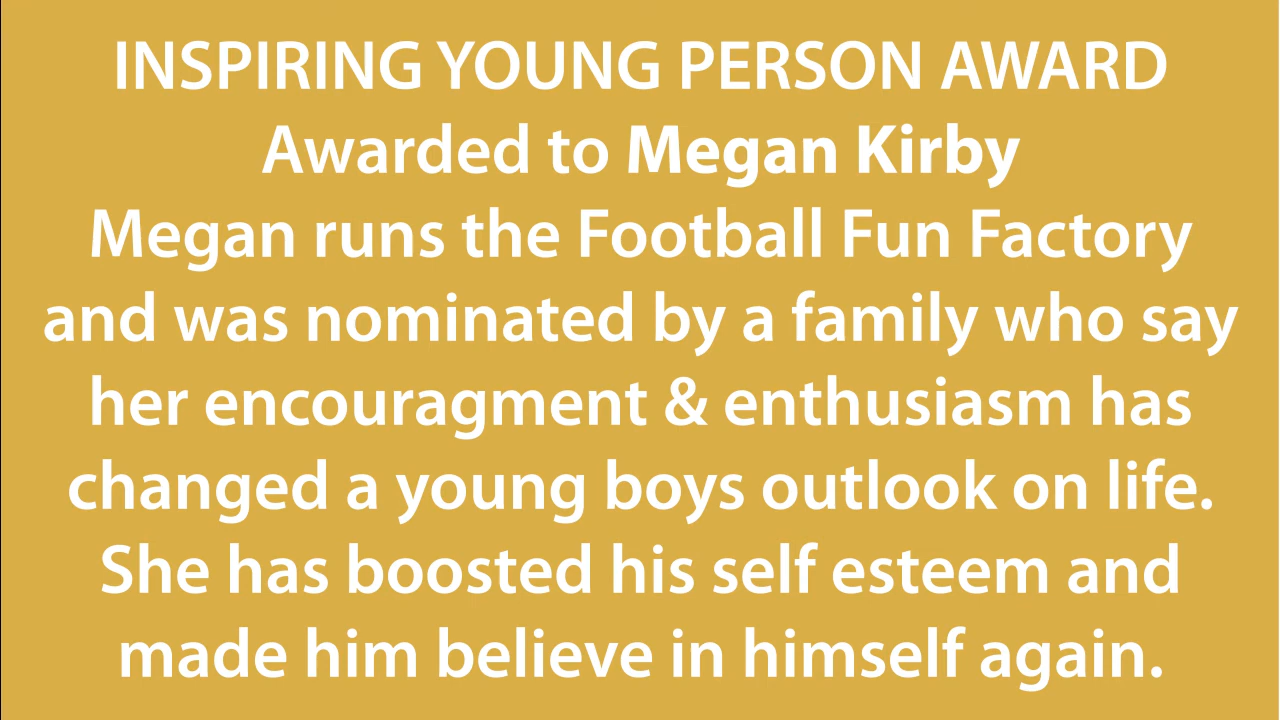 INSPIRING YOUNG PERSON AWARD
Awarded to Megan Kirby
Megan runs the Football Fun Factory
and was nominated by a family who say
her encouragment & enthusiasm has
changed a young boys outlook on life.
She has boosted his self esteem and
made him believe in himself again.